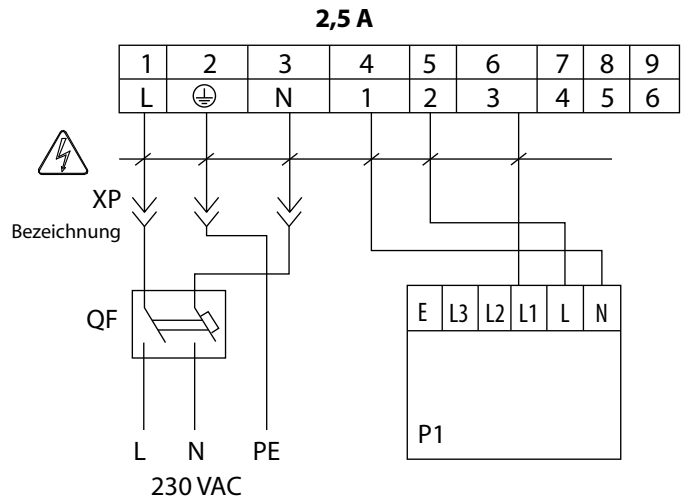 2,5 A
1 2 3 4 5 6 7 8 9
L N 1 2 3 4 5 6
XP
Bezeichnung
QF
E L3 L2 L1 L N
P1
L N PE
230 VAC